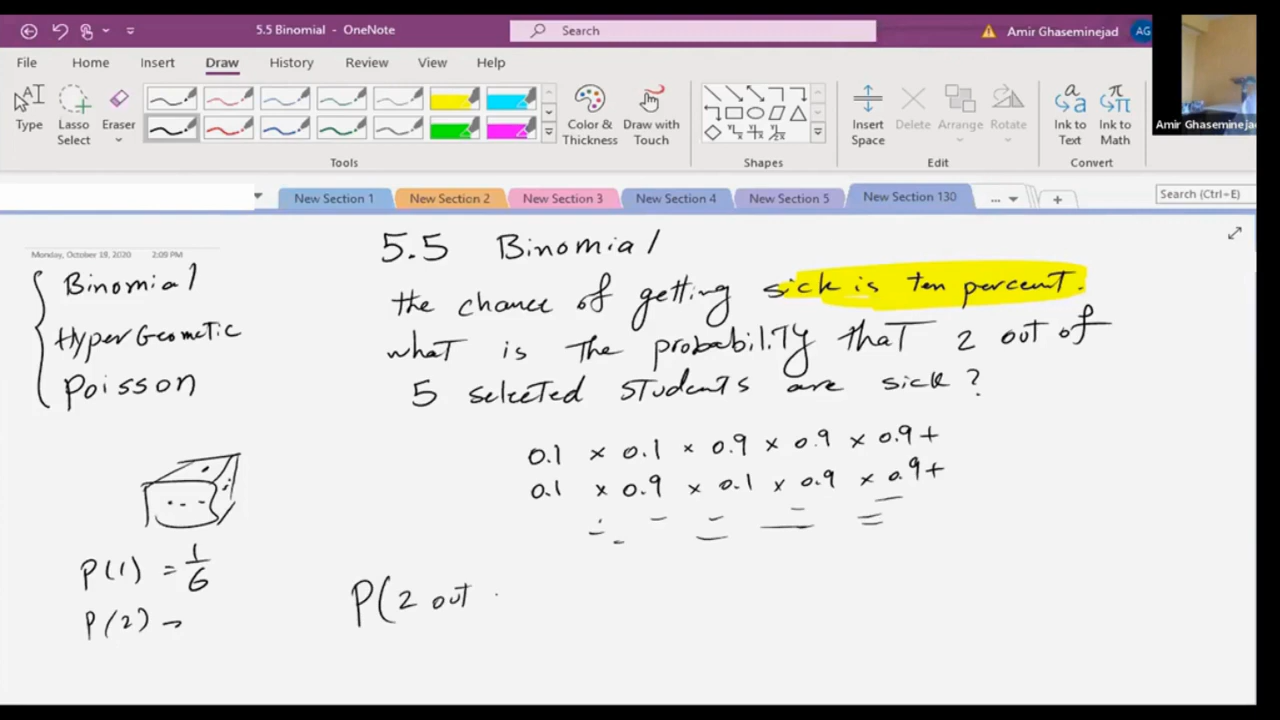 5.5 Binomial - OneNote
Search
Amir Ghaseminejad
AG
File Home Insert Draw History Review View Help
Type
Lasso Select
Eraser
Color & Thickness
Draw with Touch
Insert Space
Delete
Arrange
Rotate
Ink to Text
Ink to Math
Amir Ghaseminejad
Tools
Shapes
Edit
Convert
New Section 1
New Section 2
New Section 3
New Section 4
New Section 5
New Section 130
...
Search (Ctrl+E)
Monday, October 19, 2020 2:09 PM
Binomial
HyperGeometic
Poisson
P(1) = 1/6
P(2) =
5.5 Binomial
the chance of getting sick is ten percent.
what is the probability that 2 out of
5 selected students are sick?
0.1 × 0.1 × 0.9 × 0.9 × 0.9 +
0.1 × 0.9 × 0.1 × 0.9 × 0.9 +
P(2 out